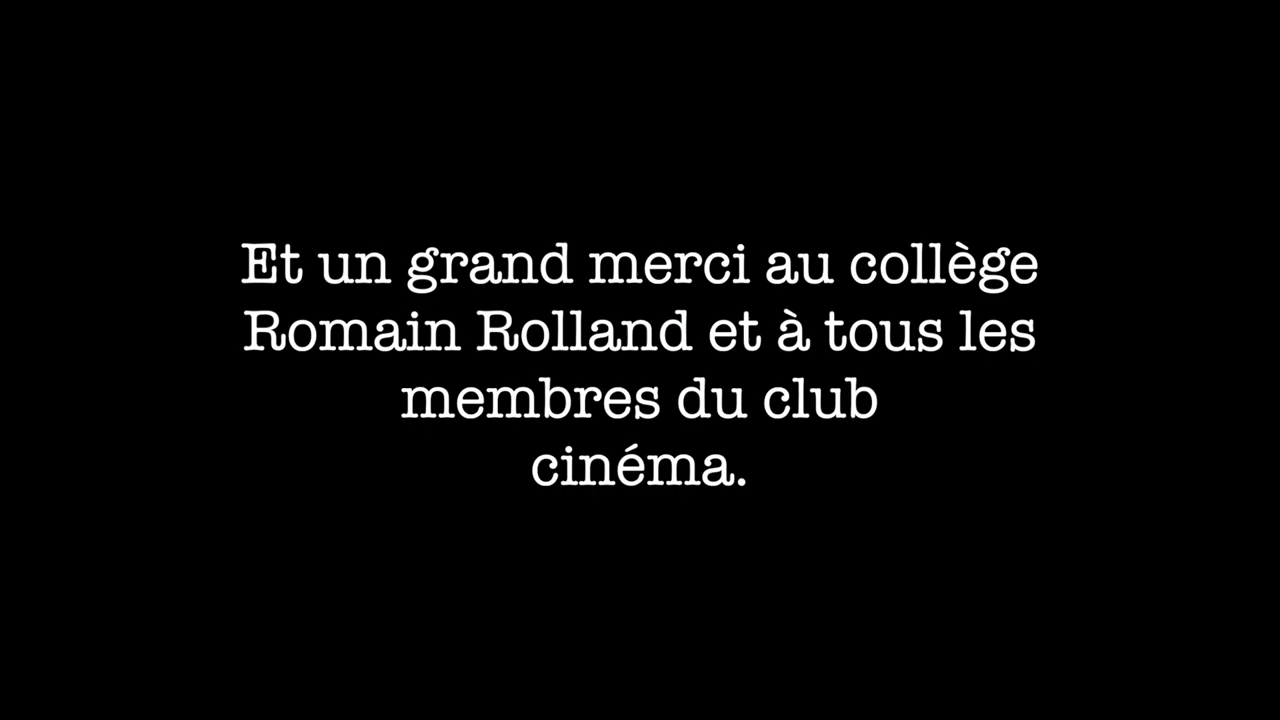 Et un grand merci au collège
Romain Rolland et à tous les
membres du club
cinéma.